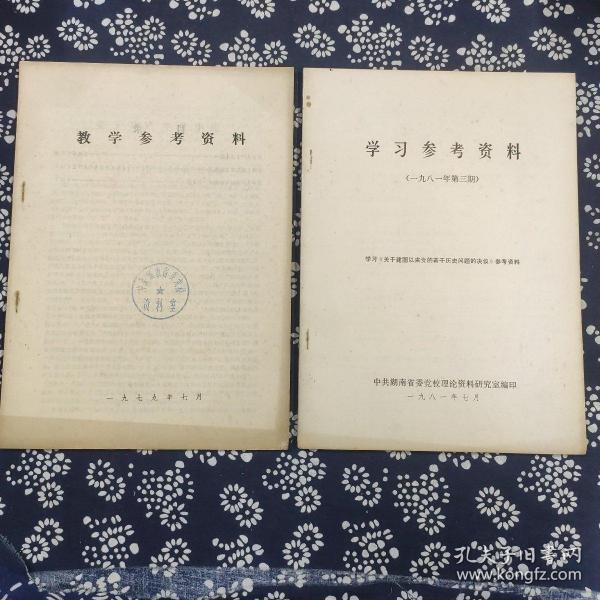 教学参考资料
资料室
一九七九年七月
学习参考资料
（一九八一年第三期）
学习《关于建国以来党的若干历史问题的决议》参考资料
中共湖南省委党校理论资料研究室编印
一九八一年七月
孔夫子旧书网
www.kongfz.com